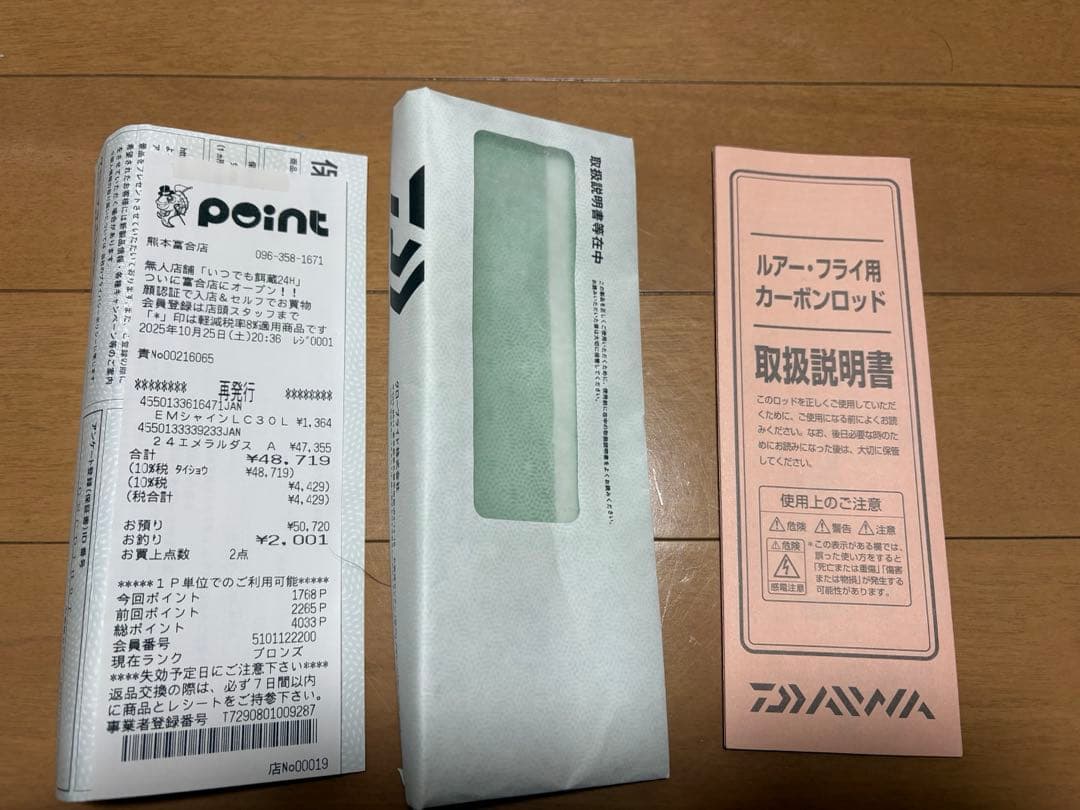 point
熊本富合店
096-358-1671
無人店舗「いつでも餌蔵24H」
ついに富合店にオープン！！
顔認証で入店&セルフでお買物
会員登録は店頭スタッフまで
「*」印は軽減税率8%適用商品です
2025年10月25日(土)20:36 ﾚｼﾞ0001
責No00216065
******** 再発行 ********
4550133616471JAN
EMシャインLC30L ¥1,364
4550133339233JAN
24エメラルダス A ¥47,355
合計 ¥48,719
(10%税 タイショウ ¥48,719)
(10%税 ¥4,429)
(税合計 ¥4,429)
お預り ¥50,720
お釣り ¥2,001
お買上点数 2点
*****1P単位でのご利用可能*****
今回ポイント 1768P
前回ポイント 2265P
総ポイント 4033P
会員番号 5101122200
現在ランク ブロンズ
****失効予定日にご注意下さい****
返品交換の際は、必ず7日間以内
に商品とレシートをご持参下さい。
事業者登録番号 T7290801009287
店No00019
取扱説明書等在中
グローブライド株式会社
ルアー・フライ用
カーボンロッド
取扱説明書
このロッドを正しくご使用していただ
くために、ご使用になる前によくお読
みください。なお、後日必要な時のた
めにお読みになった後は、大切に保管
してください。
使用上のご注意
危険 警告 注意
危険
感電注意
*この表示がある欄では、
誤った使い方をすると
「死亡または重傷」「傷害
または物損」が発生する
可能性があります。
DAIWA